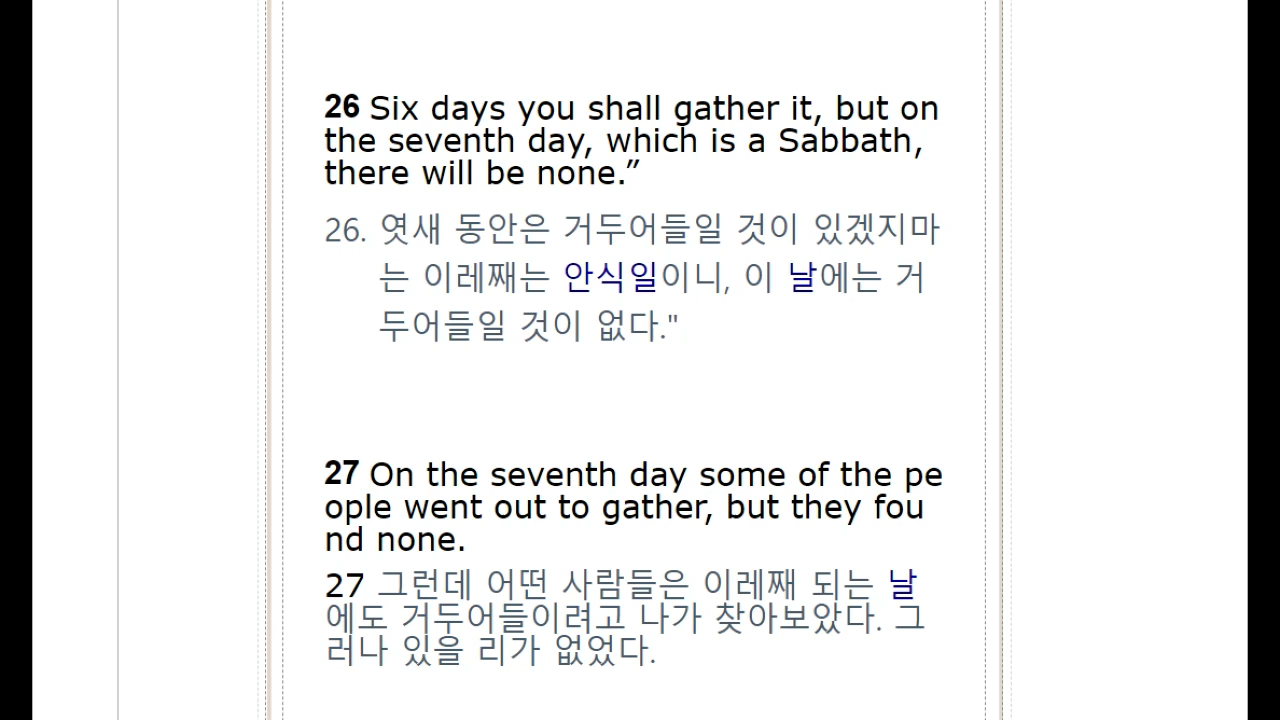 26 Six days you shall gather it, but on
the seventh day, which is a Sabbath,
there will be none.”
26. 엿새 동안은 거두어들일 것이 있겠지마
는 이레째는 안식일이니, 이 날에는 거
두어들일 것이 없다."
27 On the seventh day some of the pe
ople went out to gather, but they fou
nd none.
27 그런데 어떤 사람들은 이레째 되는 날
에도 거두어들이려고 나가 찾아보았다. 그
러나 있을 리가 없었다.